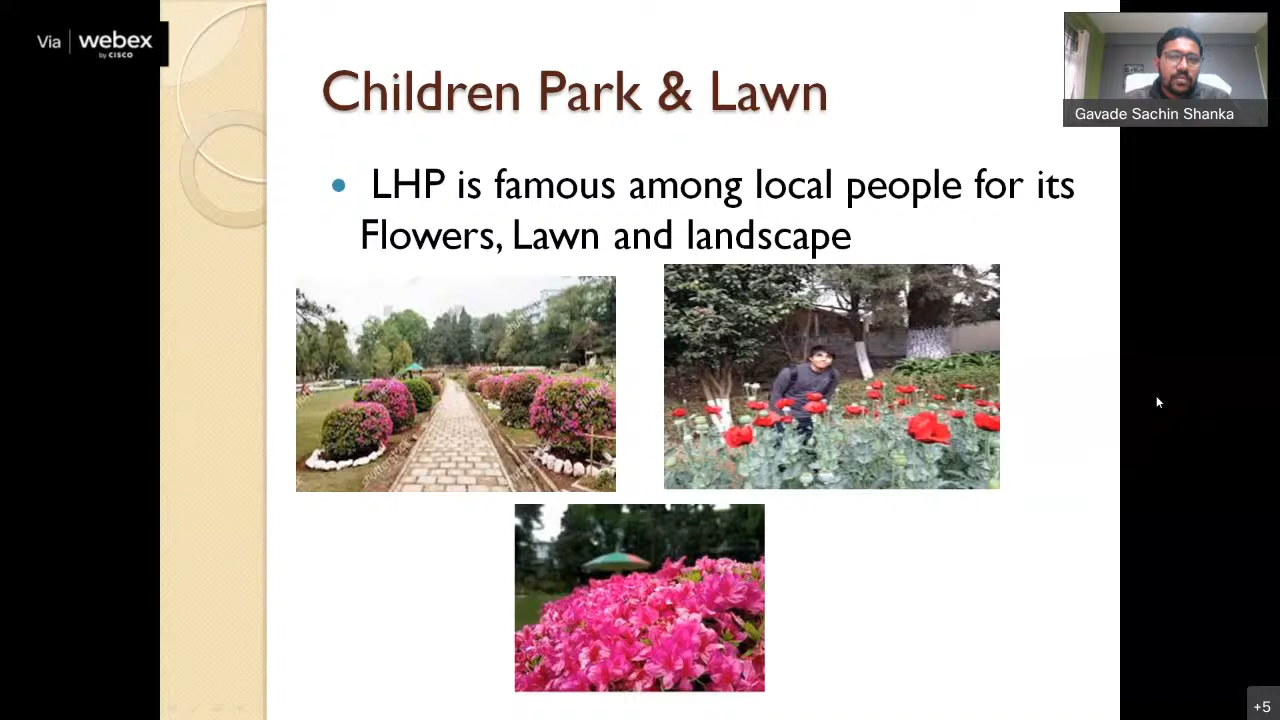 Via | webex
by CISCO
Children Park & Lawn
Gavade Sachin Shanka
• LHP is famous among local people for its
Flowers, Lawn and landscape
+5